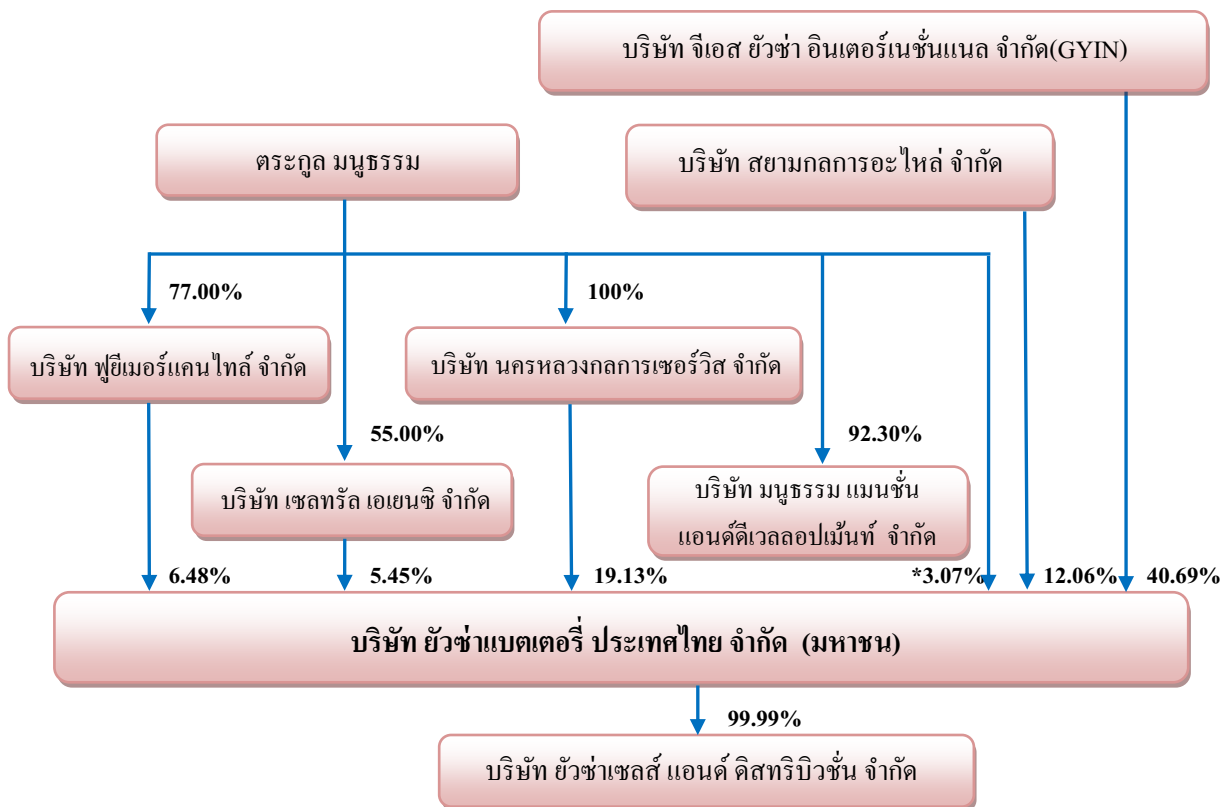 บริษัท จีเอส ยัวซ่า อินเตอร์เนชั่นแนล จำกัด(GYIN)
ตระกูล มนูธรรม
บริษัท สยามกลการอะไหล่ จำกัด
77.00%
100%
บริษัท ฟูยีเมอร์แคนไทล์ จำกัด
บริษัท นครหลวงกลการเซอร์วิส จำกัด
55.00%
92.30%
บริษัท เซลทรัล เอเยนซิ จำกัด
บริษัท มนูธรรม แมนชั่น
แอนด์ดีเวลลอปเม้นท์ จำกัด
6.48%
5.45%
19.13%
*3.07%
12.06%
40.69%
บริษัท ยัวซ่าแบตเตอรี่ ประเทศไทย จำกัด (มหาชน)
99.99%
บริษัท ยัวซ่าเซลส์ แอนด์ ดิสทริบิวชั่น จำกัด